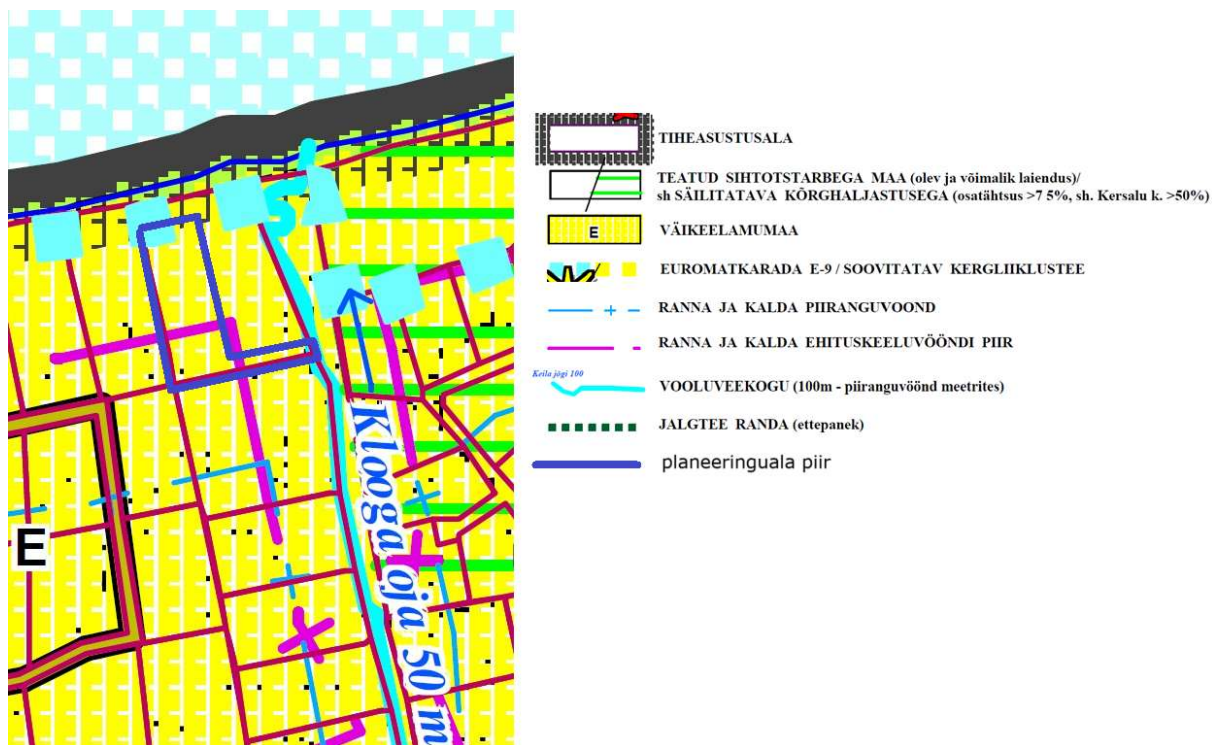 E
Klooga oja 50 m
TIHEASUSTUSALA
TEATUD SIHTOTSTARBEGA MAA (olev ja võimalik laiendus)/
sh SÄILITATAVA KÕRGHALJASTUSEGA (osatähtsus >7 5%, sh. Kersalu k. >50%)
E
VÄIKEELAMUMAA
EUROMATKARADA E-9 / SOOVITATAV KERGLIIKLUSTEE
RANNA JA KALDA PIIRANGUVOOND
RANNA JA KALDA EHITUSKEELUVÖÖNDI PIIR
Keila jõgi 100
VOOLUVEEKOGU (100m - piiranguvöönd meetrites)
JALGTEE RANDA (ettepanek)
planeeringuala piir